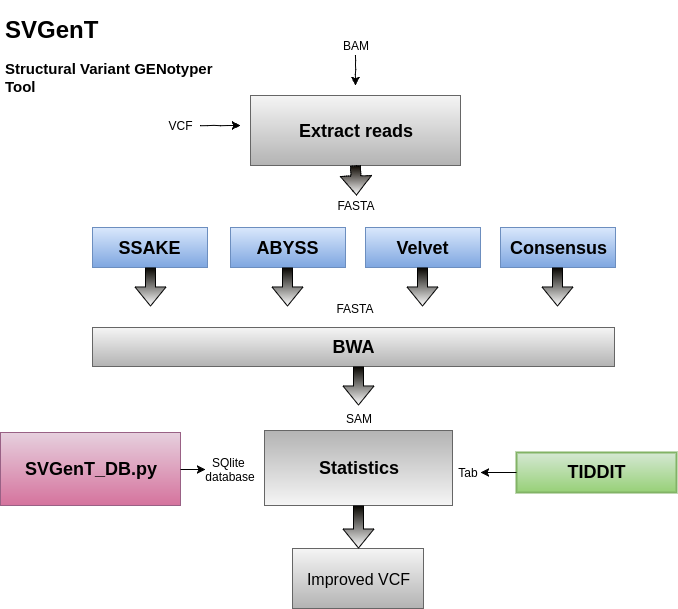 SVGenT
Structural Variant GENotyper
Tool
BAM
VCF
Extract reads
FASTA
SSAKE
ABYSS
Velvet
Consensus
FASTA
BWA
SAM
SVGenT_DB.py
SQlite
database
Statistics
Tab
TIDDIT
Improved VCF